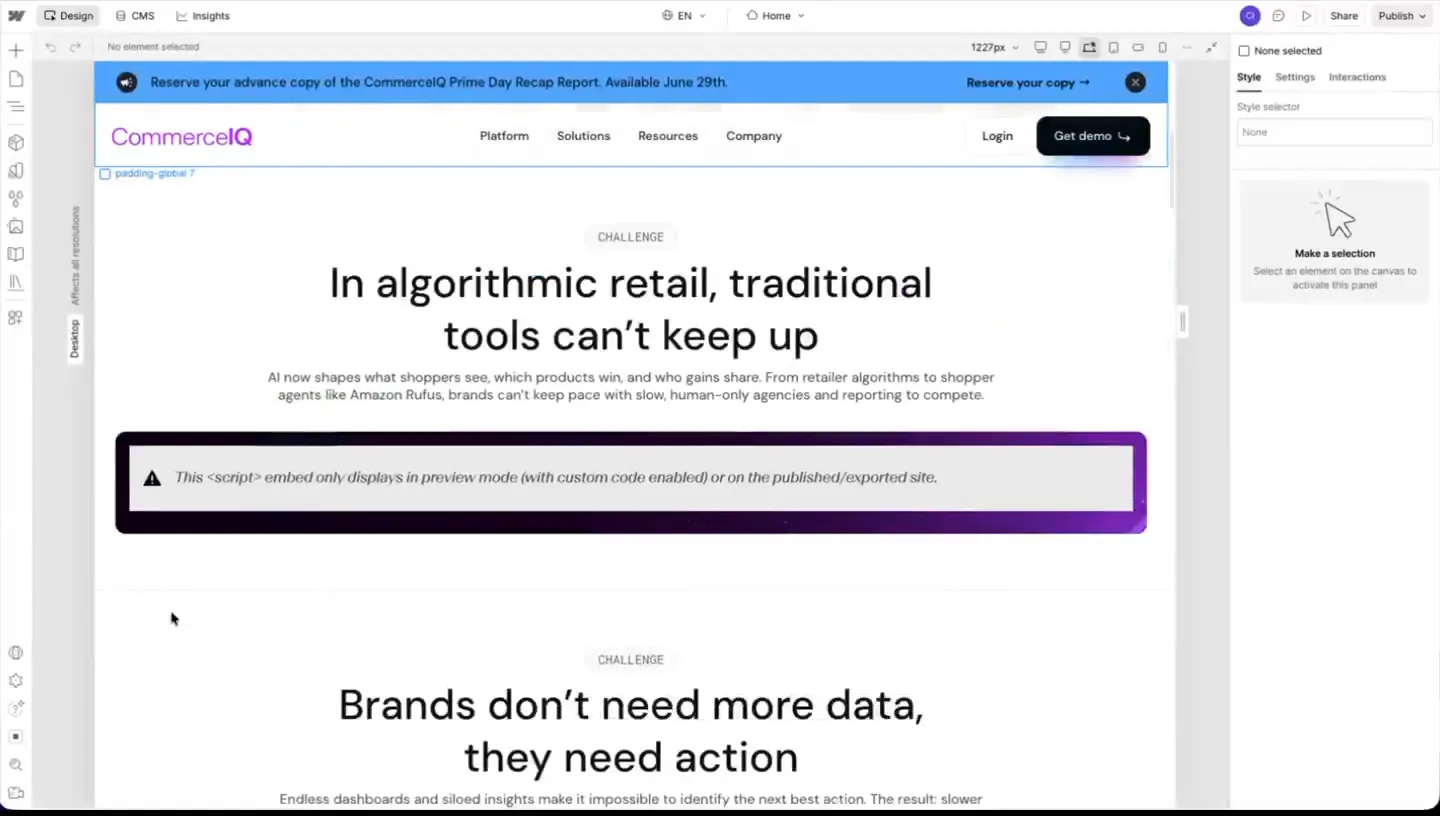 Design
CMS
Insights
EN
Home
CI
Share
Publish
No element selected
1227px
None selected
Style
Settings
Interactions
Style selector
None
Make a selection
Select an element on the canvas to
activate this panel
Affects all resolutions
Desktop
Reserve your advance copy of the CommerceIQ Prime Day Recap Report. Available June 29th.
Reserve your copy →
CommerceIQ
Platform
Solutions
Resources
Company
Login
Get demo
padding-global 7
CHALLENGE
In algorithmic retail, traditional
tools can’t keep up
AI now shapes what shoppers see, which products win, and who gains share. From retailer algorithms to shopper
agents like Amazon Rufus, brands can’t keep pace with slow, human-only agencies and reporting to compete.
This <script> embed only displays in preview mode (with custom code enabled) or on the published/exported site.
CHALLENGE
Brands don’t need more data,
they need action
Endless dashboards and siloed insights make it impossible to identify the next best action. The result: slower